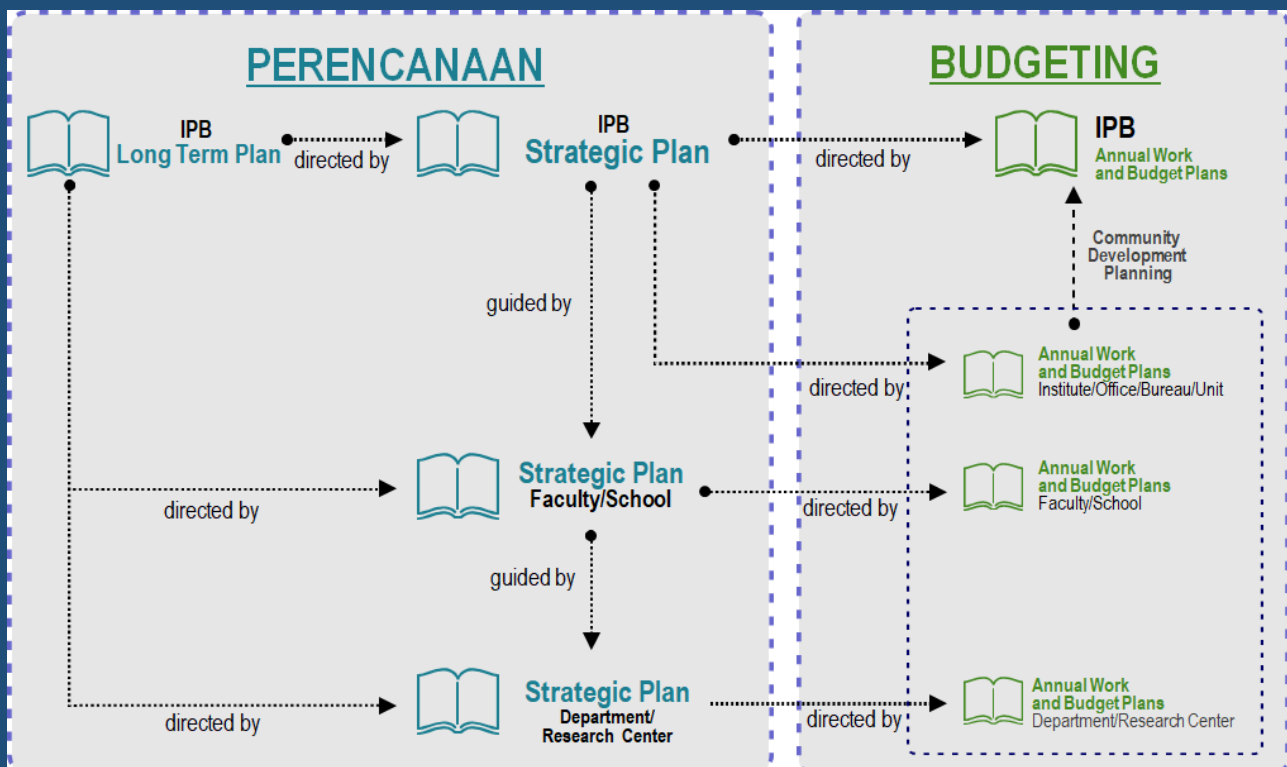 PERENCANAAN
BUDGETING
IPB
Long Term Plan
directed by
IPB
Strategic Plan
directed by
IPB
Annual Work
and Budget Plans
Community
Development
Planning
guided by
directed by
Annual Work
and Budget Plans
Institute/Office/Bureau/Unit
directed by
Strategic Plan
Faculty/School
directed by
Annual Work
and Budget Plans
Faculty/School
guided by
directed by
Strategic Plan
Department/
Research Center
directed by
Annual Work
and Budget Plans
Department/Research Center